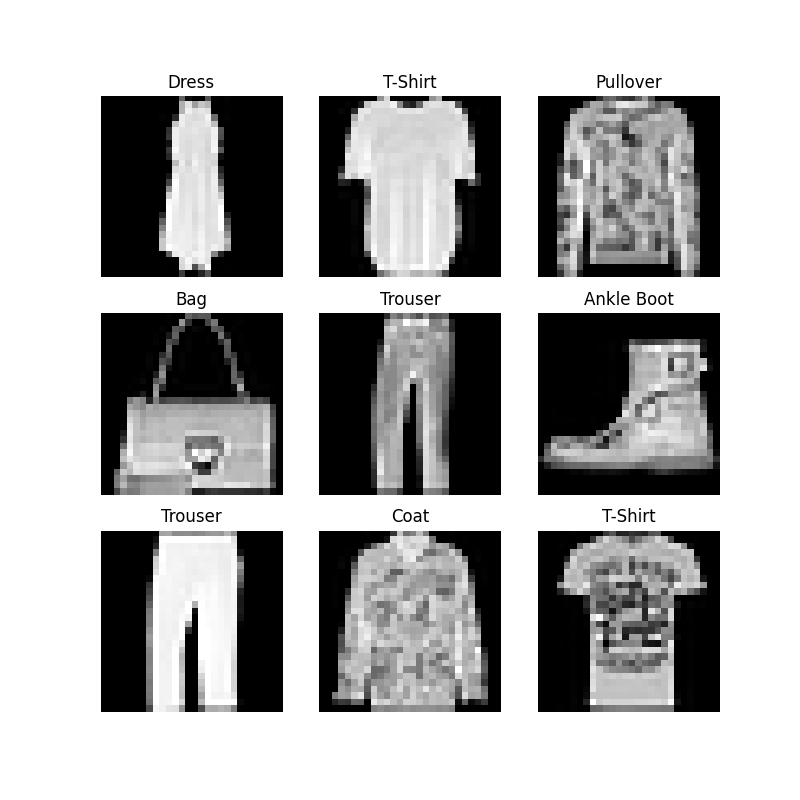 Dress
T-Shirt
Pullover
Bag
Trouser
Ankle Boot
Trouser
Coat
T-Shirt